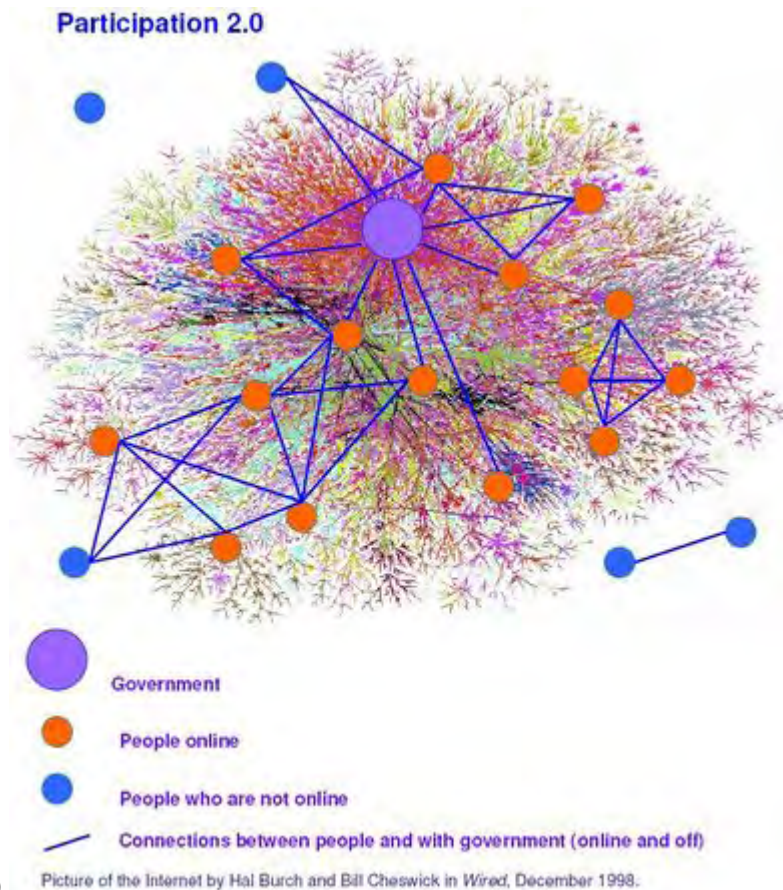 Participation 2.0
Government
People online
People who are not online
Connections between people and with government (online and off)
Picture of the Internet by Hal Burch and Bill Cheswick in Wired, December 1998.